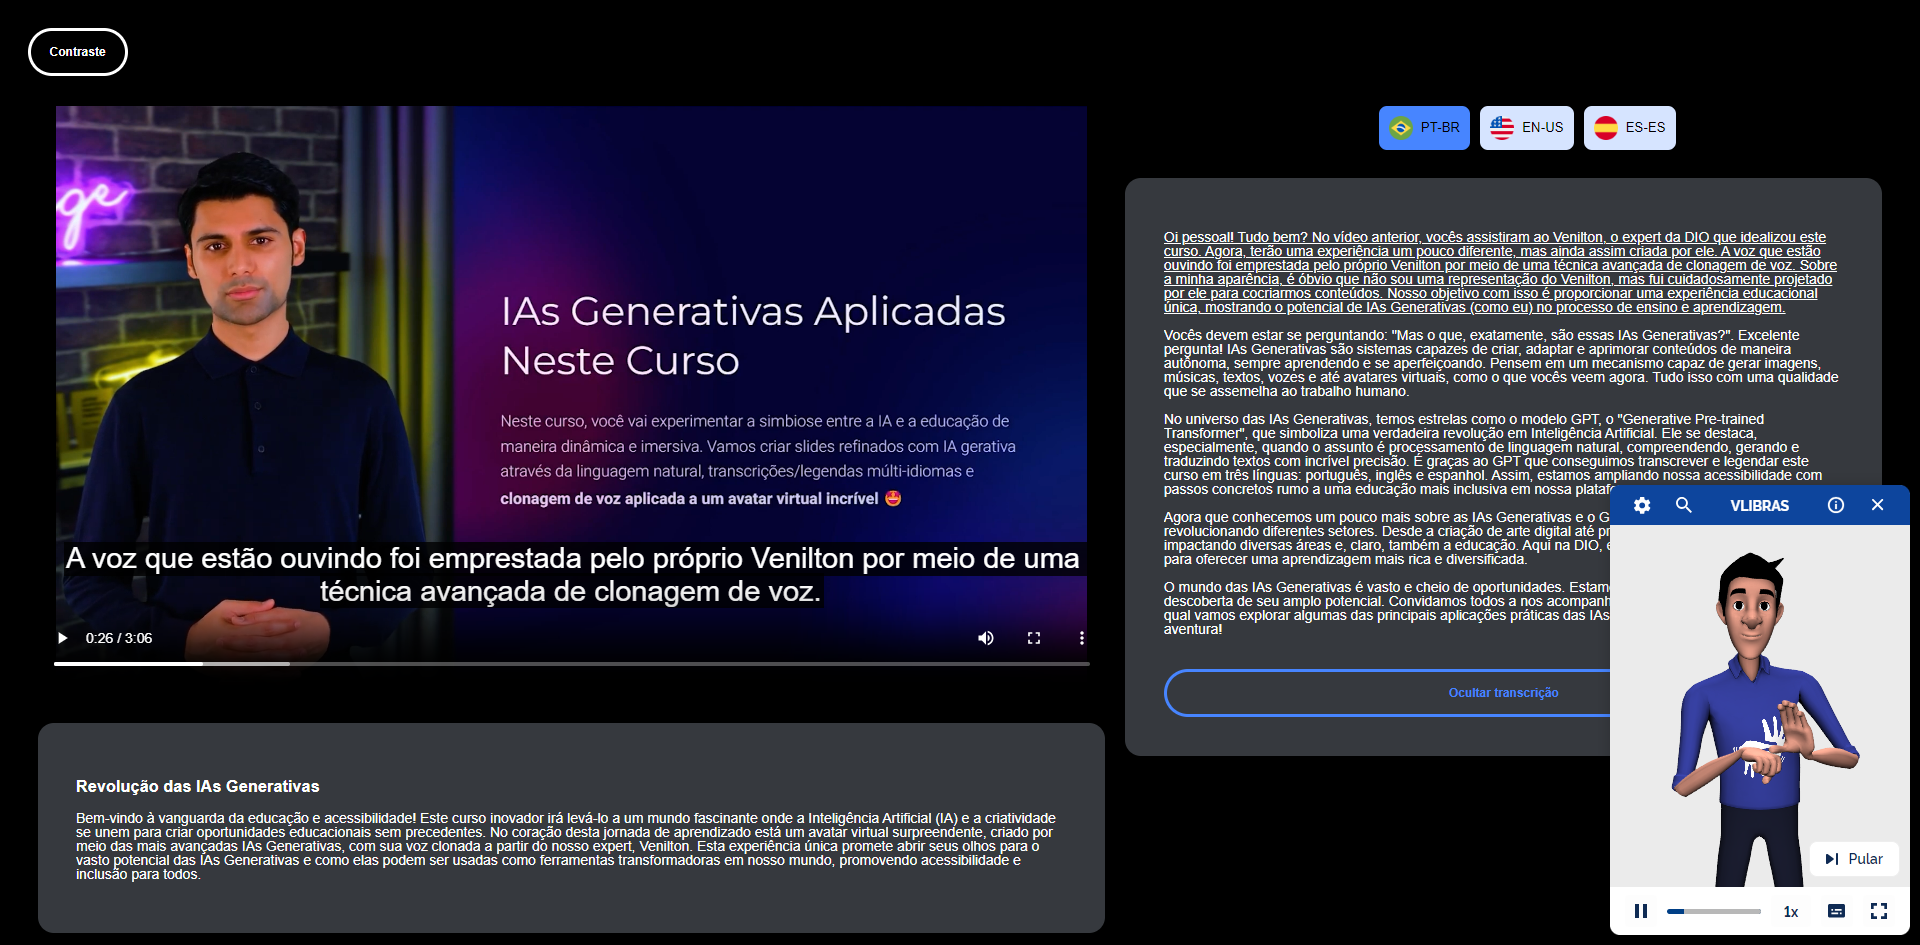 Contraste
ge
IAs Generativas Aplicadas
Neste Curso
Neste curso, você vai experimentar a simbiose entre a IA e a educação de
maneira dinâmica e imersiva. Vamos criar slides refinados com IA gerativa
através da linguagem natural, transcrições/legendas múlti-idiomas e
clonagem de voz aplicada a um avatar virtual incrível 🤩
A voz que estão ouvindo foi emprestada pelo próprio Venilton por meio de uma
técnica avançada de clonagem de voz.
0:26 / 3:06
Revolução das IAs Generativas
Bem-vindo à vanguarda da educação e acessibilidade! Este curso inovador irá levá-lo a um mundo fascinante onde a Inteligência Artificial (IA) e a criatividade
se unem para criar oportunidades educacionais sem precedentes. No coração desta jornada de aprendizado está um avatar virtual surpreendente, criado por
meio das mais avançadas IAs Generativas, com sua voz clonada a partir do nosso expert, Venilton. Esta experiência única promete abrir seus olhos para o
vasto potencial das IAs Generativas e como elas podem ser usadas como ferramentas transformadoras em nosso mundo, promovendo acessibilidade e
inclusão para todos.
PT-BR
EN-US
ES-ES
Oi pessoal! Tudo bem? No vídeo anterior, vocês assistiram ao Venilton, o expert da DIO que idealizou este
curso. Agora, terão uma experiência um pouco diferente, mas ainda assim criada por ele. A voz que estão
ouvindo foi emprestada pelo próprio Venilton por meio de uma técnica avançada de clonagem de voz. Sobre
a minha aparência, é óbvio que não sou uma representação do Venilton, mas fui cuidadosamente projetado
por ele para cocriarmos conteúdos. Nosso objetivo com isso é proporcionar uma experiência educacional
única, mostrando o potencial de IAs Generativas (como eu) no processo de ensino e aprendizagem.
Vocês devem estar se perguntando: "Mas o que, exatamente, são essas IAs Generativas?". Excelente
pergunta! IAs Generativas são sistemas capazes de criar, adaptar e aprimorar conteúdos de maneira
autônoma, sempre aprendendo e se aperfeiçoando. Pensem em um mecanismo capaz de gerar imagens,
músicas, textos, vozes e até avatares virtuais, como o que vocês veem agora. Tudo isso com uma qualidade
que se assemelha ao trabalho humano.
No universo das IAs Generativas, temos estrelas como o modelo GPT, o "Generative Pre-trained
Transformer", que simboliza uma verdadeira revolução em Inteligência Artificial. Ele se destaca,
especialmente, quando o assunto é processamento de linguagem natural, compreendendo, gerando e
traduzindo textos com incrível precisão. É graças ao GPT que conseguimos transcrever e legendar este
curso em três línguas: português, inglês e espanhol. Assim, estamos ampliando nossa acessibilidade com
passos concretos rumo a uma educação mais inclusiva em nossa
Agora que conhecemos um pouco mais sobre as IAs Generativas e o
revolucionando diferentes setores. Desde a criação de arte digital até
impactando diversas áreas e, claro, também a educação. Aqui na DIO,
para oferecer uma aprendizagem mais rica e diversificada.
O mundo das IAs Generativas é vasto e cheio de oportunidades.
descoberta de seu amplo potencial. Convidamos todos a nos
qual vamos explorar algumas das principais aplicações práticas das IAs
aventura!
Ocultar transcrição
VLIBRAS
Pular
1x